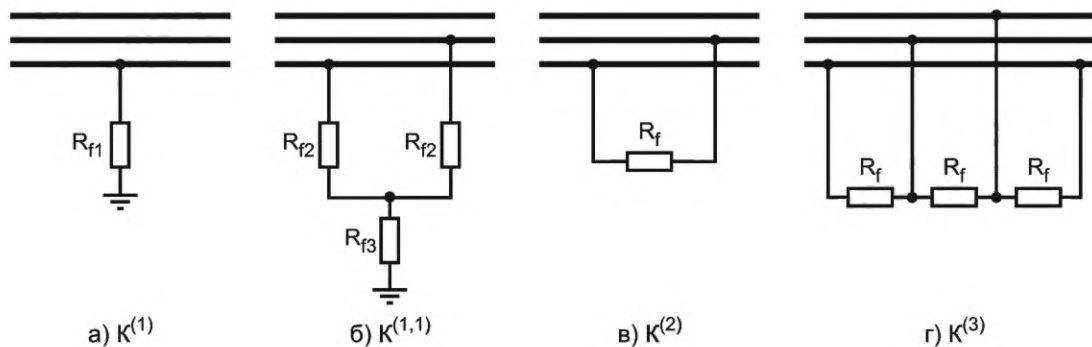 R_f1
R_f2 R_f2
R_f3
R_f
R_f R_f R_f
а) К^(1) б) К^(1,1) в) К^(2) г) К^(3)